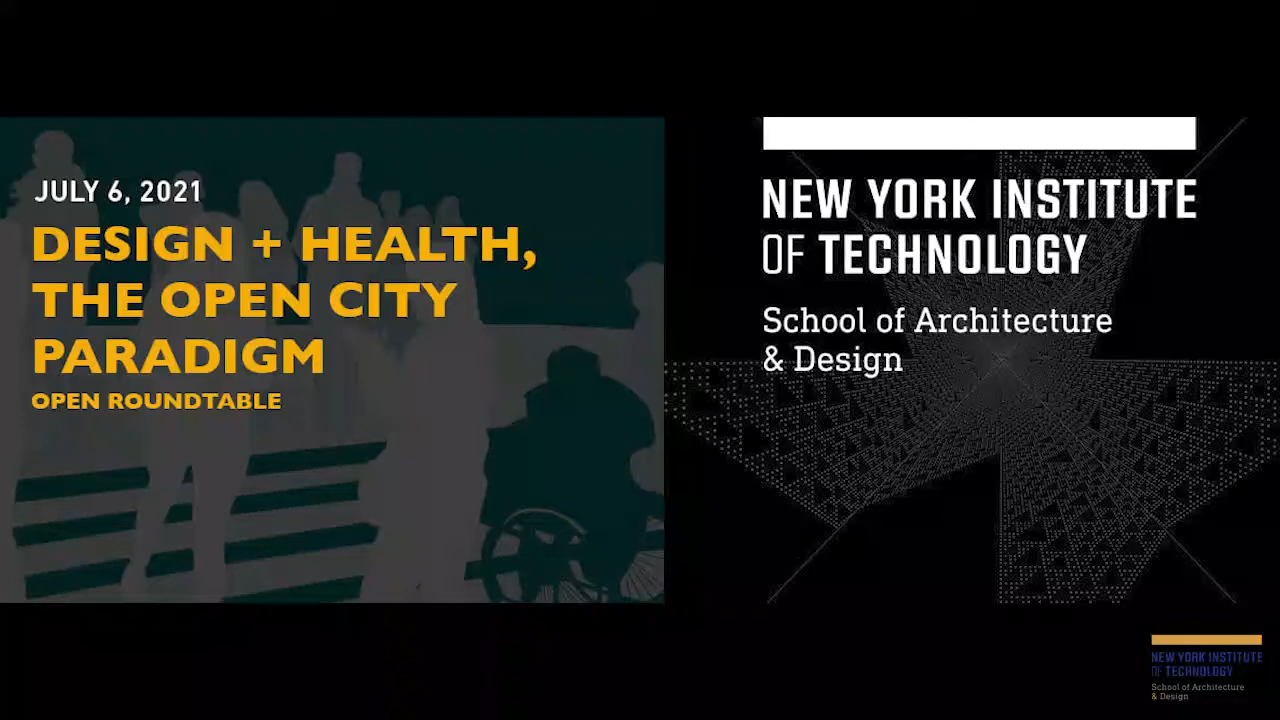 JULY 6, 2021
DESIGN + HEALTH,
THE OPEN CITY
PARADIGM
OPEN ROUNDTABLE
NEW YORK INSTITUTE
OF TECHNOLOGY
School of Architecture
& Design
NEW YORK INSTITUTE
OF TECHNOLOGY
School of Architecture
& Design